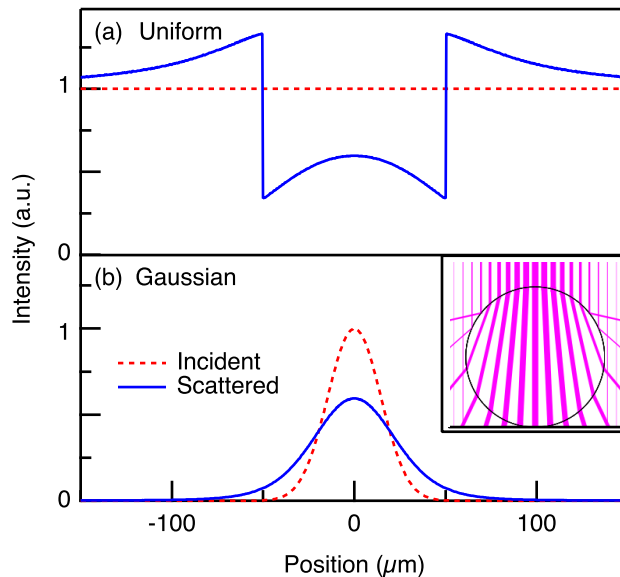 (a) Uniform
1
0
Intensity (a.u.)
(b) Gaussian
1
Incident
Scattered
0
-100 0 100
Position (µm)